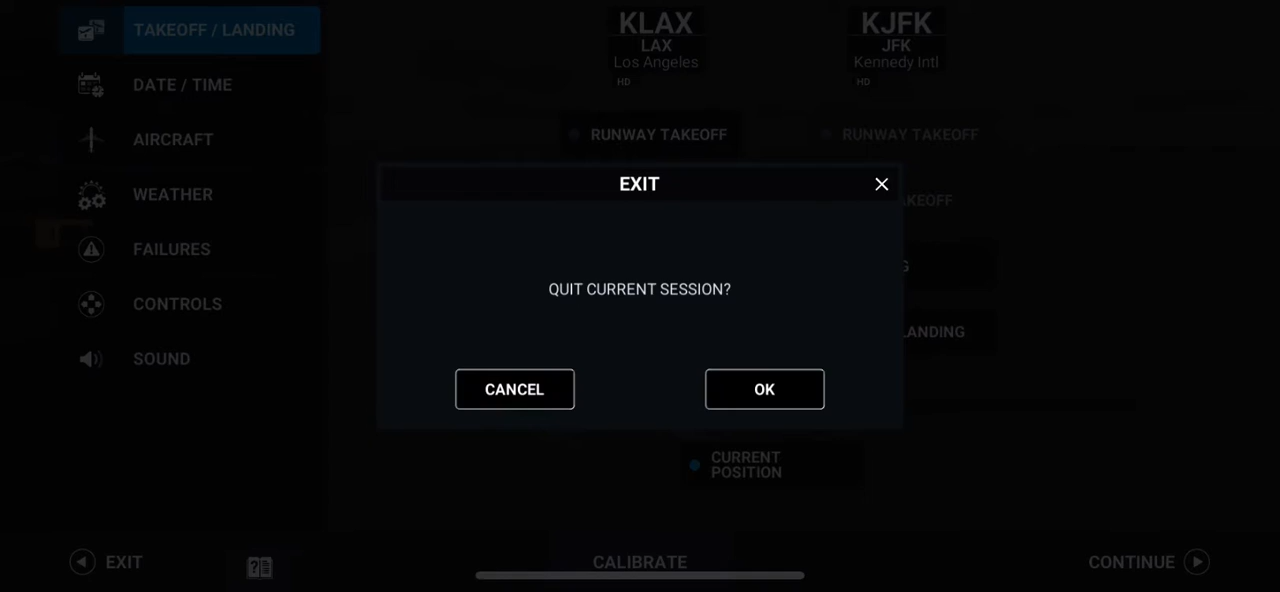 TAKEOFF / LANDING
DATE / TIME
AIRCRAFT
WEATHER
FAILURES
CONTROLS
SOUND
KLAX
LAX
Los Angeles
HD
KJFK
JFK
Kennedy Intl
HD
RUNWAY TAKEOFF
RUNWAY TAKEOFF
EXIT
QUIT CURRENT SESSION?
CANCEL
OK
LANDING
CURRENT
POSITION
EXIT
CALIBRATE
CONTINUE